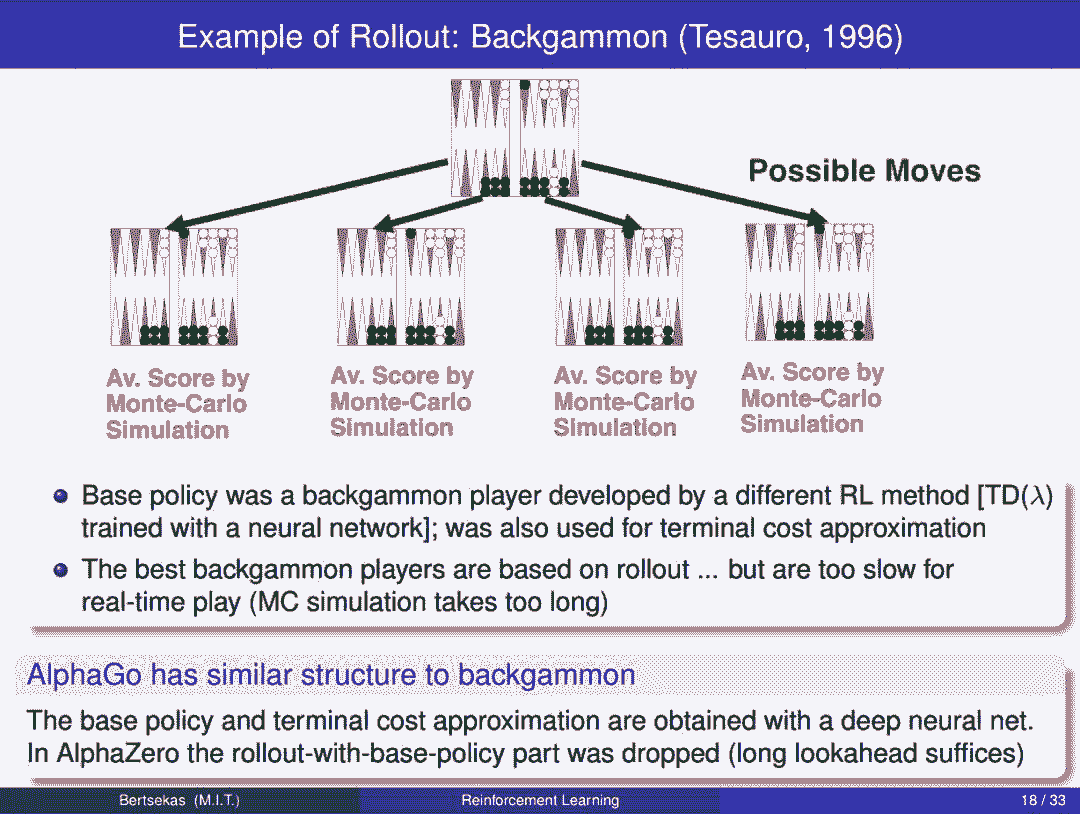 Example of Rollout: Backgammon (Tesauro, 1996)
Possible Moves
Av. Score by
Monte-Carlo
Simulation
Av. Score by
Monte-Carlo
Simulation
Av. Score by
Monte-Carlo
Simulation
Av. Score by
Monte-Carlo
Simulation
Base policy was a backgammon player developed by a different RL method [TD(λ)
trained with a neural network]; was also used for terminal cost approximation
The best backgammon players are based on rollout ... but are too slow for
real-time play (MC simulation takes too long)
AlphaGo has similar structure to backgammon
The base policy and terminal cost approximation are obtained with a deep neural net.
In AlphaZero the rollout-with-base-policy part was dropped (long lookahead suffices)
Bertsekas (M.I.T.) Reinforcement Learning 18 / 33